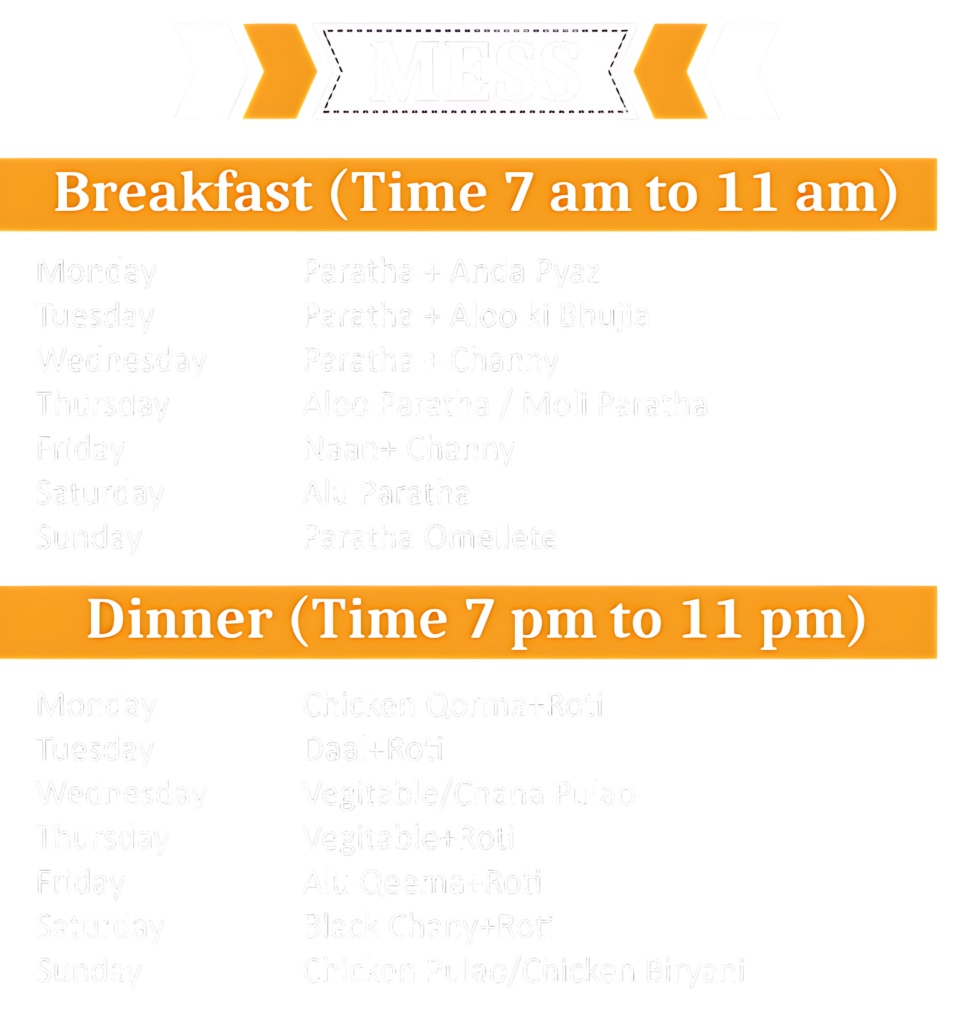 MESS
Breakfast (Time 7 am to 11 am)
Monday Paratha + Anda Pyaz
Tuesday Paratha + Aloo ki Bhujia
Wednesday Paratha + Channy
Thursday Aloo Paratha / Moli Paratha
Friday Naan+ Channy
Saturday Alu Paratha
Sunday Paratha Omellete
Dinner (Time 7 pm to 11 pm)
Monday Chicken Qorma+Roti
Tuesday Daal+Roti
Wednesday Vegitable/Chana Pulao
Thursday Vegitable+Roti
Friday Alu Qeema+Roti
Saturday Black Chany+Roti
Sunday Chicken Pulao/Chicken Biryani